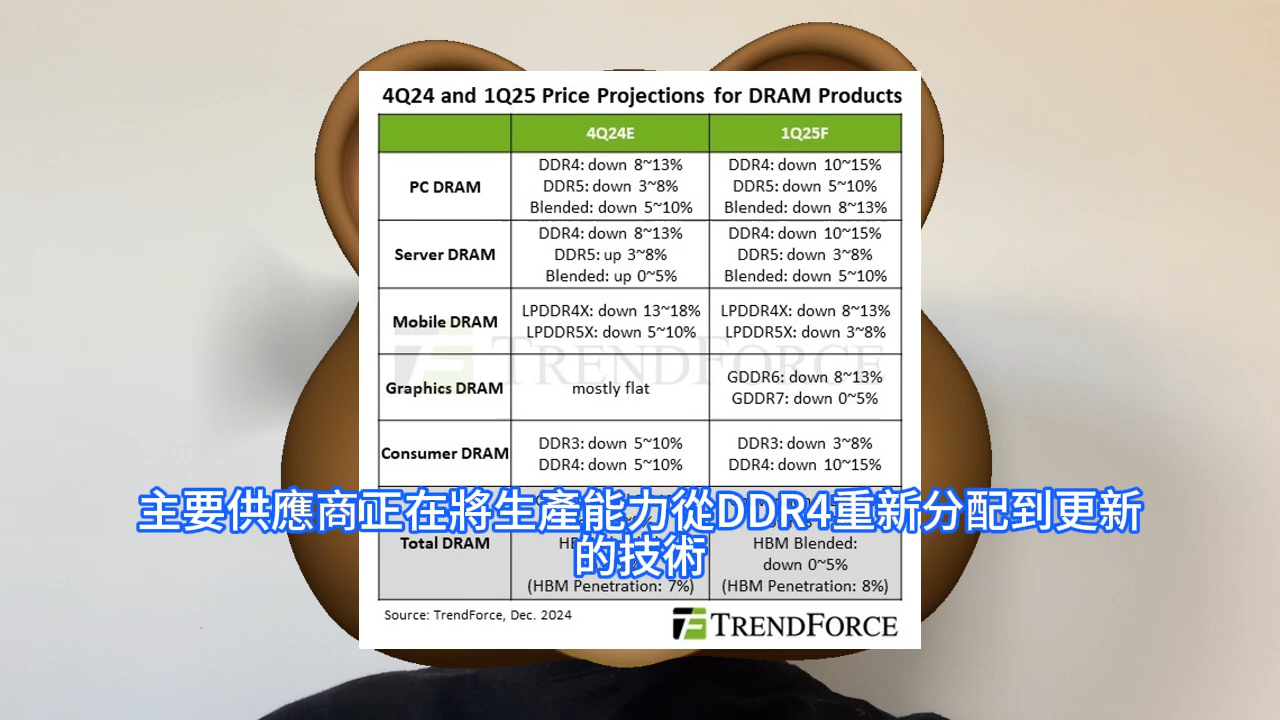 4Q24 and 1Q25 Price Projections for DRAM Products
4Q24E 1Q25F
PC DRAM
DDR4: down 8~13%
DDR5: down 3~8%
Blended: down 5~10%
DDR4: down 10~15%
DDR5: down 5~10%
Blended: down 8~13%
Server DRAM
DDR4: down 8~13%
DDR5: up 3~8%
Blended: up 0~5%
DDR4: down 10~15%
DDR5: down 3~8%
Blended: down 5~10%
Mobile DRAM
LPDDR4X: down 13~18%
LPDDR5X: down 5~10%
LPDDR4X: down 8~13%
LPDDR5X: down 3~8%
Graphics DRAM
mostly flat
GDDR6: down 8~13%
GDDR7: down 0~5%
Consumer DRAM
DDR3: down 5~10%
DDR4: down 5~10%
DDR3: down 3~8%
DDR4: down 10~15%
Total DRAM
(HBM Penetration: 7%)
HBM Blended:
down 0~5%
(HBM Penetration: 8%)
主要供應商正在將生產能力從DDR4重新分配到更新
的技術
Source: TrendForce, Dec. 2024
TRENDFORCE
TRENDFORCE